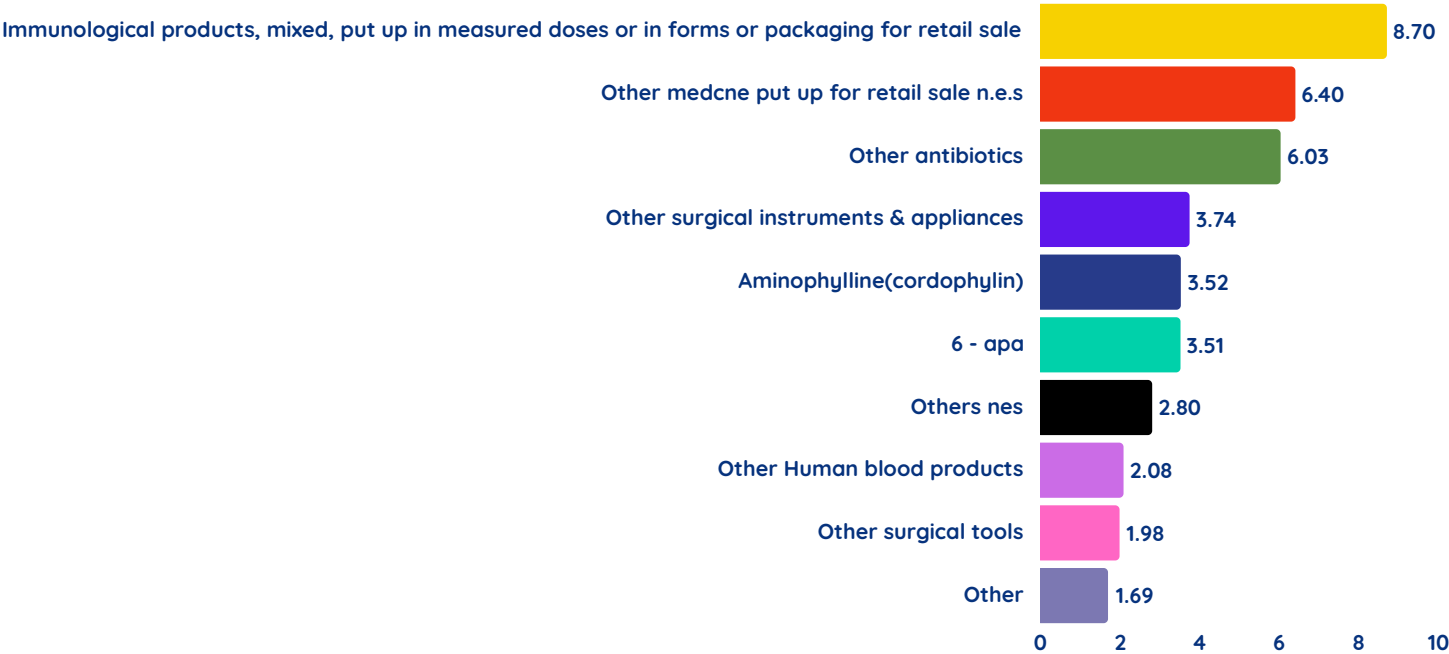 Immunological products, mixed, put up in measured doses or in forms or packaging for retail sale 8.70
Other medcne put up for retail sale n.e.s 6.40
Other antibiotics 6.03
Other surgical instruments & appliances 3.74
Aminophylline(cordophylin) 3.52
6 - apa 3.51
Others nes 2.80
Other Human blood products 2.08
Other surgical tools 1.98
Other 1.69
0 2 4 6 8 10